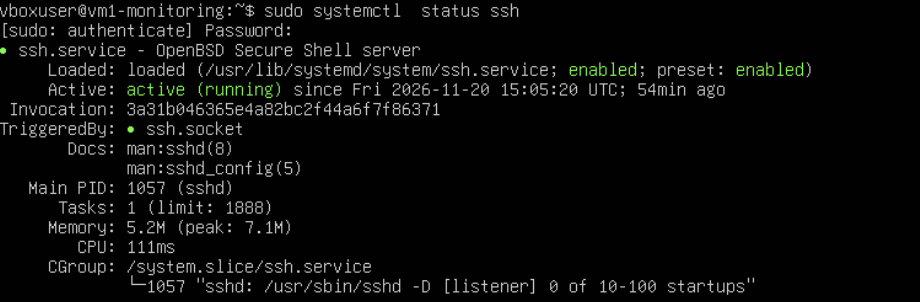 vboxuser@vm1-monitoring:~$ sudo systemctl  status ssh
[sudo: authenticate] Password:
● ssh.service - OpenBSD Secure Shell server
     Loaded: loaded (/usr/lib/systemd/system/ssh.service; enabled; preset: enabled)
     Active: active (running) since Fri 2026-11-20 15:05:20 UTC; 54min ago
 Invocation: 3a31b046365e4a82bc2f44a6f7f86371
TriggeredBy: ● ssh.socket
       Docs: man:sshd(8)
             man:sshd_config(5)
   Main PID: 1057 (sshd)
      Tasks: 1 (limit: 1888)
     Memory: 5.2M (peak: 7.1M)
        CPU: 111ms
     CGroup: /system.slice/ssh.service
             └─1057 "sshd: /usr/sbin/sshd -D [listener] 0 of 10-100 startups"